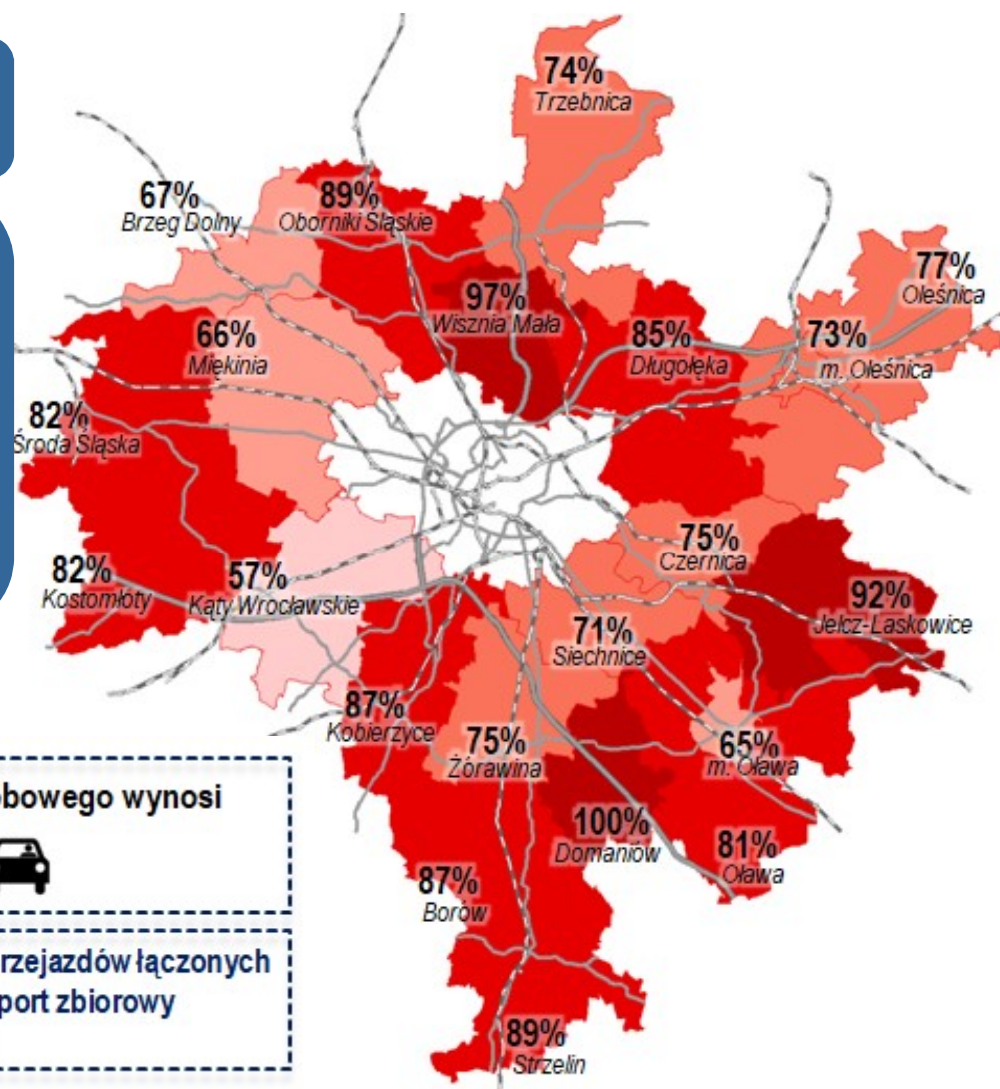 74%
Trzebnica
67%
Brzeg Dolny
89%
Oborniki Śląskie
77%
Oleśnica
97%
Wisznia Mała
66%
Miękinia
85%
Długołęka
73%
m. Oleśnica
82%
Środa Śląska
75%
Czernica
82%
Kostomłoty
57%
Kąty Wrocławskie
92%
Jelcz-Laskowice
71%
Siechnice
87%
Kobierzyce
75%
Żórawina
65%
m. Oława
100%
Domaniów
81%
Oława
87%
Borów
89%
Strzelin
obowego wynosi
rzejazdów łączonych
port zbiorowy